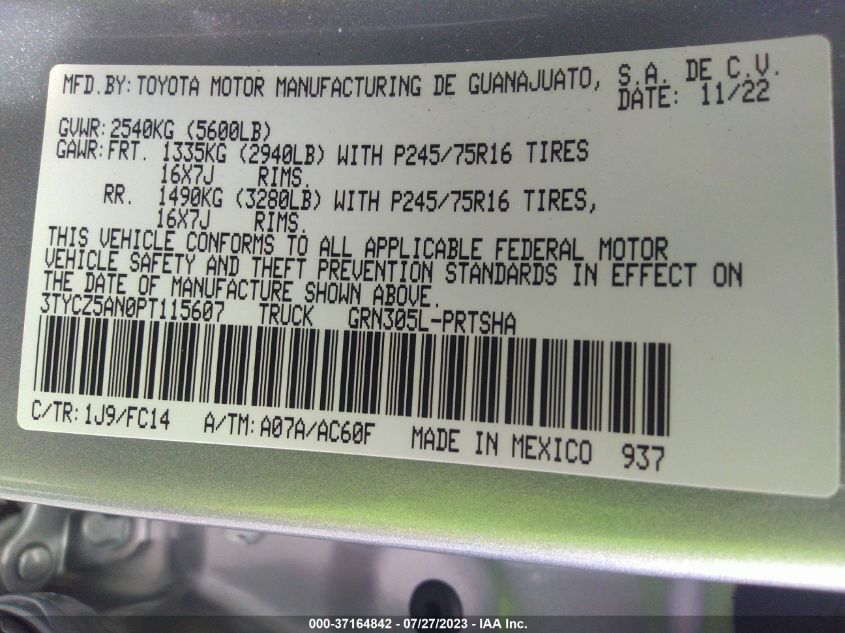 MFD.BY: TOYOTA MOTOR MANUFACTURING DE GUANAJUATO, S.A. DE C.V.
DATE: 11/22
GVWR: 2540KG (5600LB)
GAWR: FRT. 1335KG (2940LB) WITH P245/75R16 TIRES
16X7J RIMS.
RR. 1490KG (3280LB) WITH P245/75R16 TIRES,
16X7J RIMS.
THIS VEHICLE CONFORMS TO ALL APPLICABLE FEDERAL MOTOR
VEHICLE SAFETY AND THEFT PREVENTION STANDARDS IN EFFECT ON
THE DATE OF MANUFACTURE SHOWN ABOVE.
3TYCZ5AN0PT115607 TRUCK GRN305L-PRTSHA
C/TR: 1J9/FC14 A/TM: A07A/AC60F MADE IN MEXICO 937
000-37164842 - 07/27/2023 - IAA Inc.